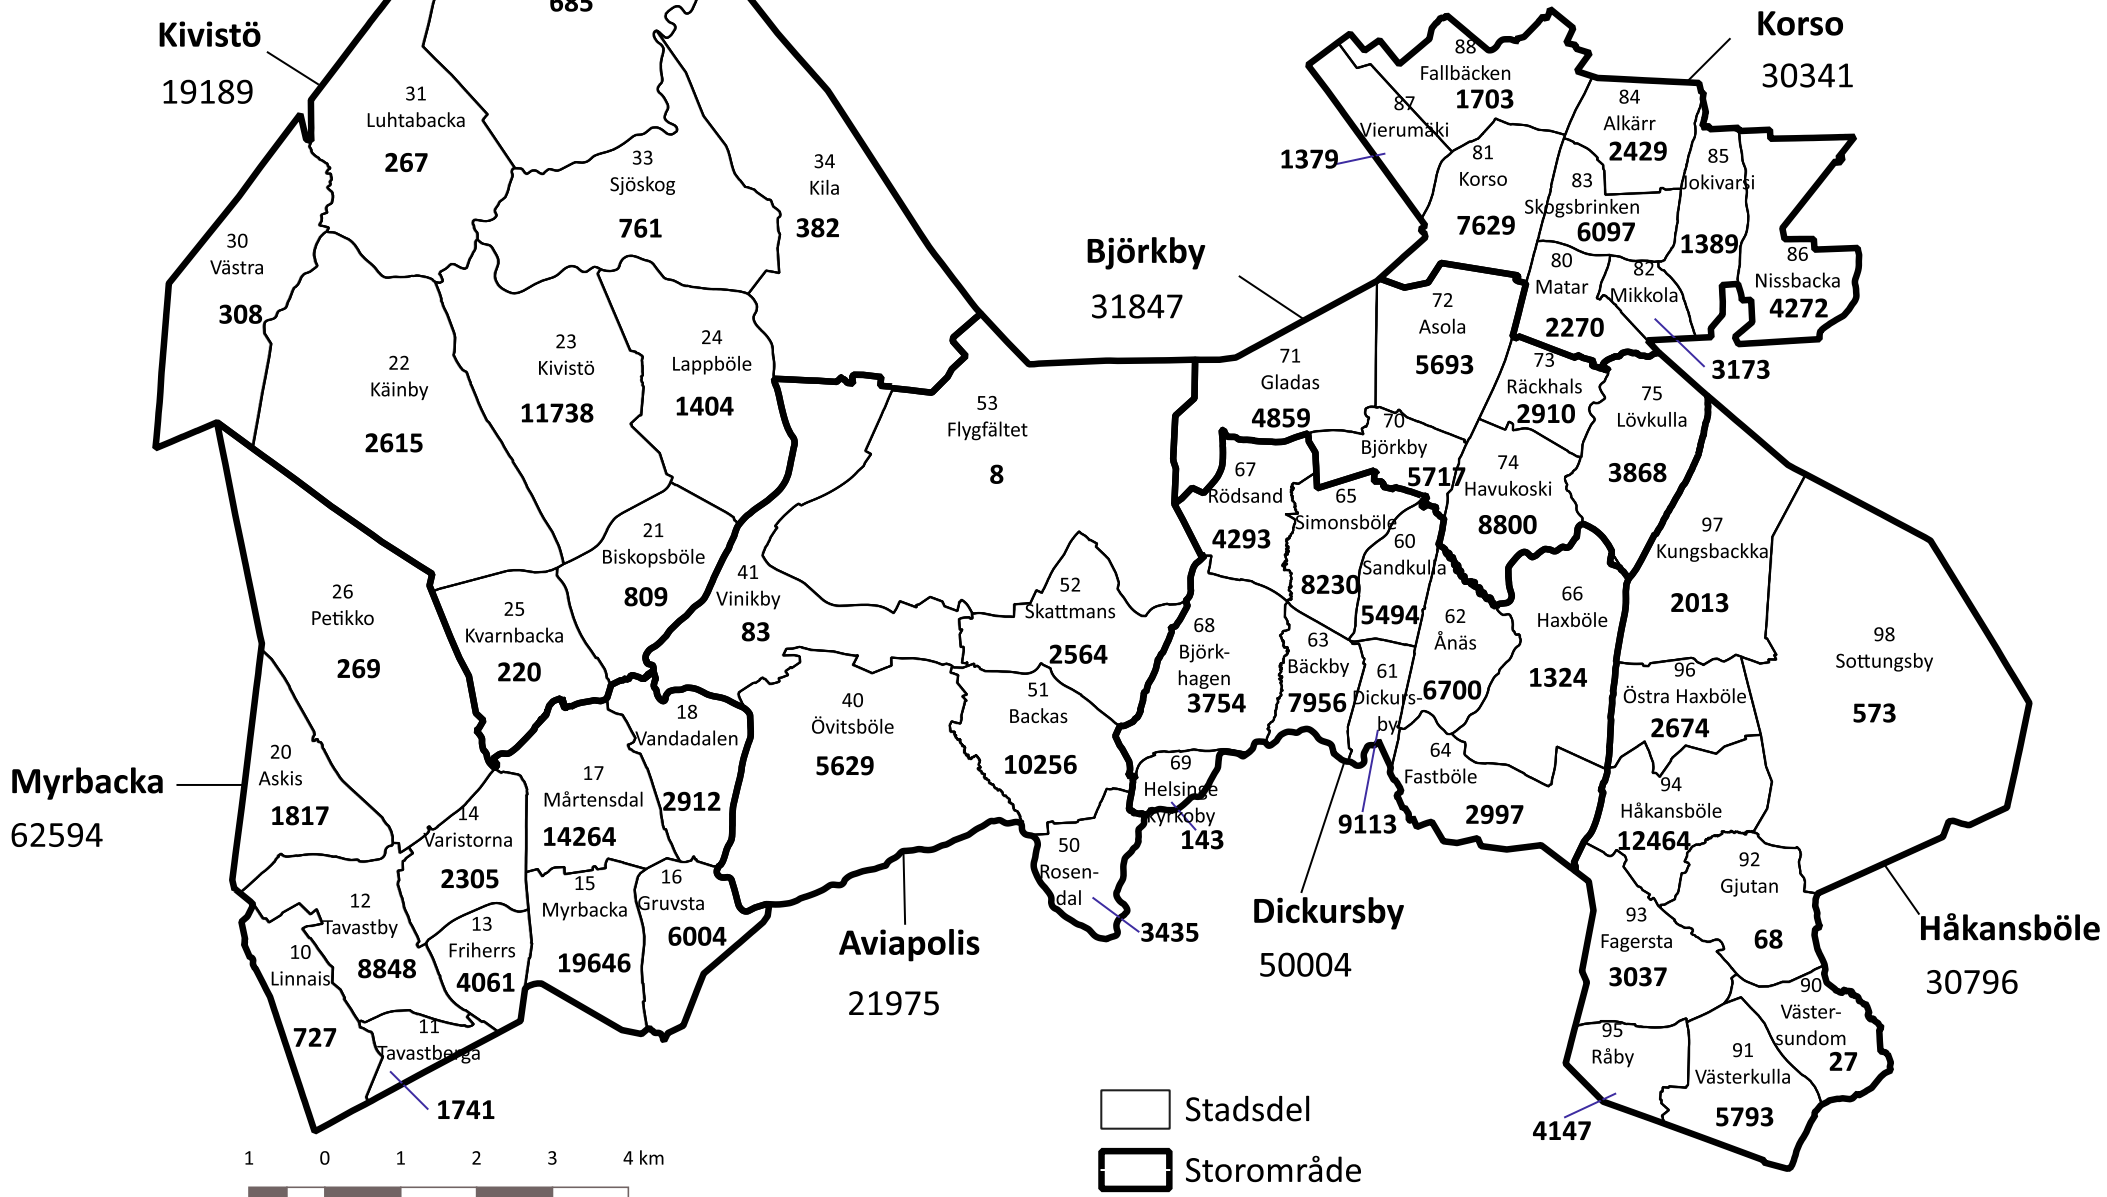 685
Kivistö
19189
31
Luhtabacka
267
33
Sjöskog
761
34
Kila
382
30
Västra
308
22
Käinby
2615
23
Kivistö
11738
24
Lappböle
1404
21
Biskopsböle
809
25
Kvarnbacka
220
26
Petikko
269
Myrbacka
62594
20
Askis
1817
18
Vandadalen
2912
17
Mårtensdal
14264
14
Varistorna
2305
15
Myrbacka
19646
16
Gruvsta
6004
12
Tavastby
8848
13
Friherrs
4061
10
Linnais
727
11
Tavastberga
1741
53
Flygfältet
8
41
Vinikby
83
52
Skattmans
2564
40
Övitsböle
5629
51
Backas
10256
50
Rosen-
dal
3435
Aviapolis
21975
Björkby
31847
71
Gladas
4859
72
Asola
5693
73
Räckhals
2910
75
Lövkulla
3868
70
Björkby
5717
74
Havukoski
8800
Korso
30341
88
Fallbäcken
1703
87
Vierumäki
1379
81
Korso
7629
84
Alkärr
2429
83
Skogsbrinken
6097
85
Jokivarsi
1389
86
Nissbacka
4272
80
Matar
2270
82
Mikkola
3173
67
Rödsand
4293
65
Simonsböle
8230
60
Sandkulla
5494
62
Ånäs
6700
66
Haxböle
1324
68
Björk-
hagen
3754
63
Bäckby
7956
61
Dickurs-
by
9113
64
Fastböle
2997
69
Helsinge
kyrkoby
143
Dickursby
50004
97
Kungsbackka
2013
98
Sottungsby
573
96
Östra Haxböle
2674
94
Håkansböle
12464
92
Gjutan
68
93
Fagersta
3037
90
Väster-
sundom
27
95
Råby
4147
91
Västerkulla
5793
Håkansböle
30796
Stadsdel
Storområde
1 0 1 2 3 4 km